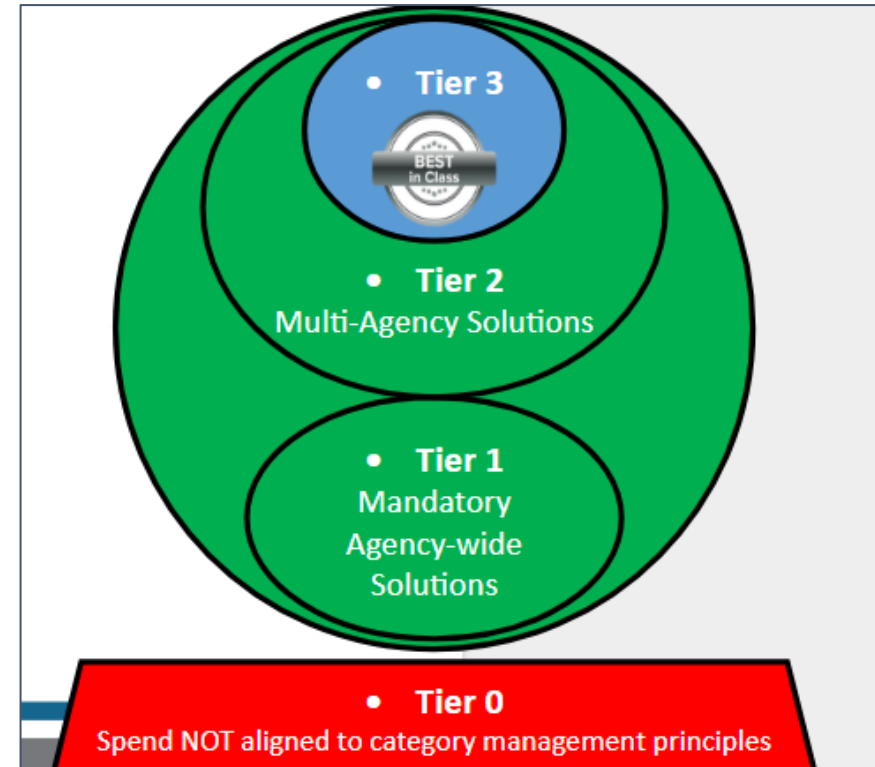 • Tier 3
BEST
in Class
• Tier 2
Multi-Agency Solutions
• Tier 1
Mandatory
Agency-wide
Solutions
• Tier 0
Spend NOT aligned to category management principles